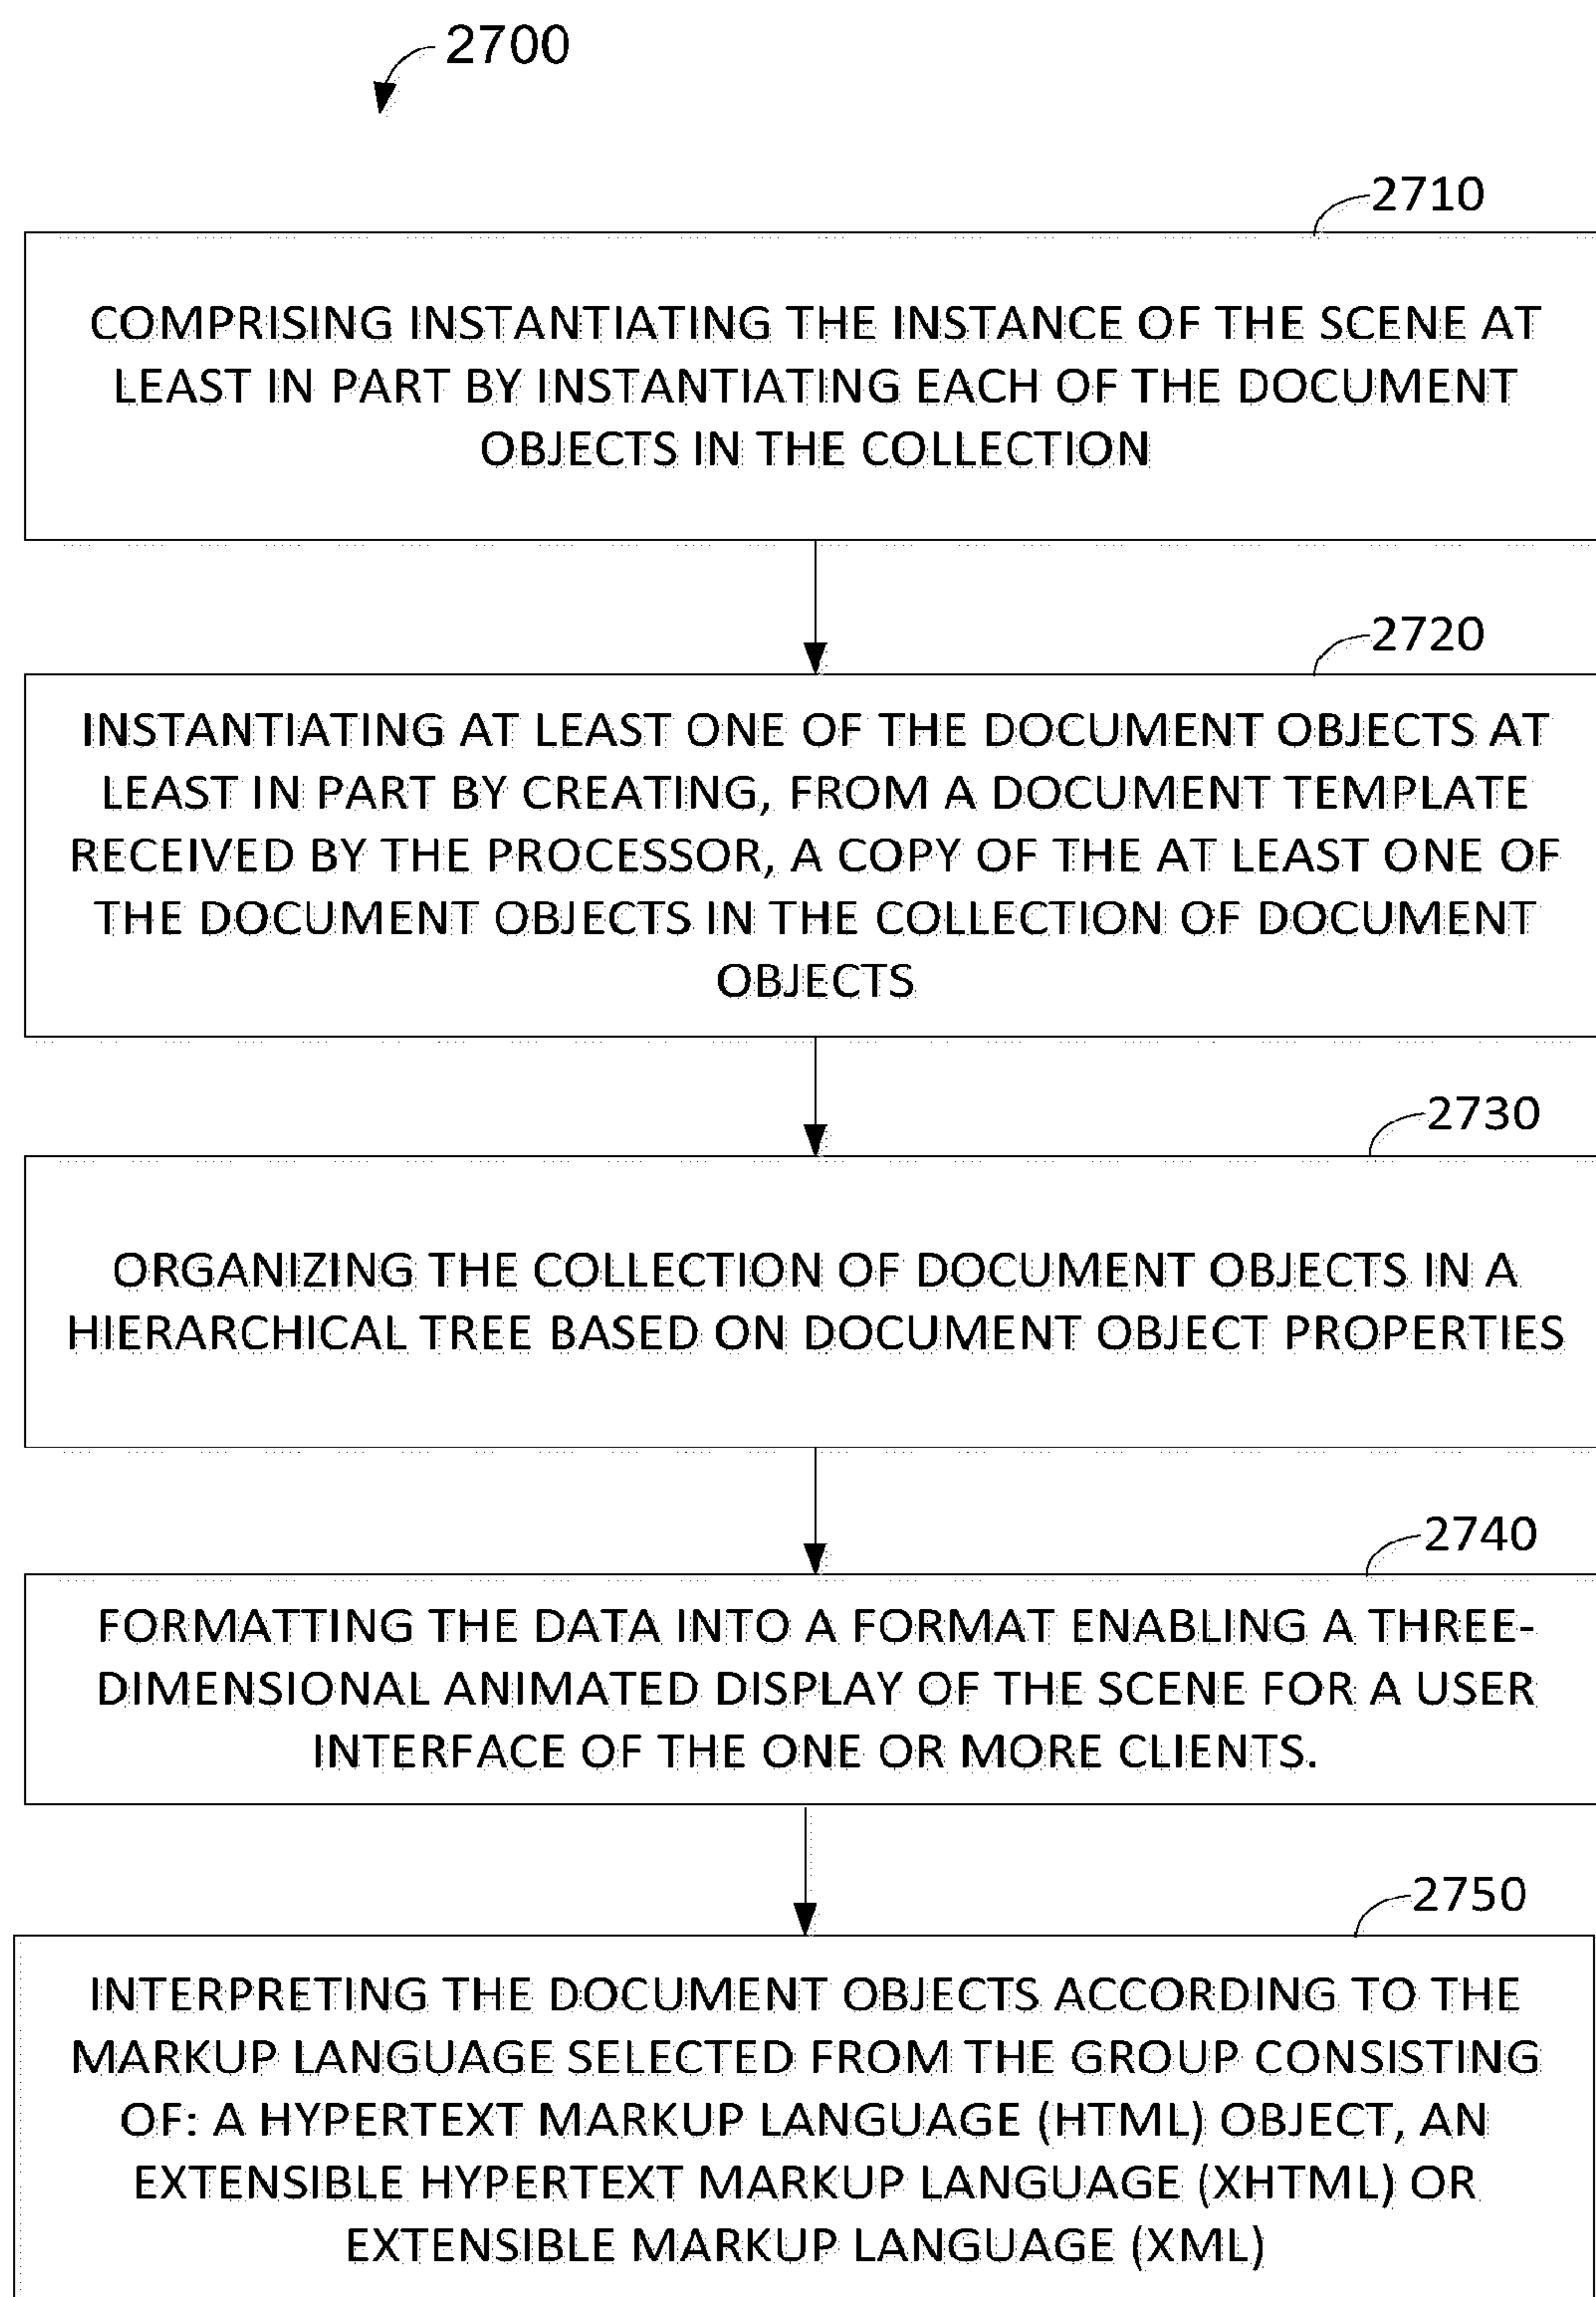 2700
2710
COMPRISING INSTANTIATING THE INSTANCE OF THE SCENE AT
LEAST IN PART BY INSTANTIATING EACH OF THE DOCUMENT
OBJECTS IN THE COLLECTION
2720
INSTANTIATING AT LEAST ONE OF THE DOCUMENT OBJECTS AT
LEAST IN PART BY CREATING, FROM A DOCUMENT TEMPLATE
RECEIVED BY THE PROCESSOR, A COPY OF THE AT LEAST ONE OF
THE DOCUMENT OBJECTS IN THE COLLECTION OF DOCUMENT
OBJECTS
2730
ORGANIZING THE COLLECTION OF DOCUMENT OBJECTS IN A
HIERARCHICAL TREE BASED ON DOCUMENT OBJECT PROPERTIES
2740
FORMATTING THE DATA INTO A FORMAT ENABLING A THREE-
DIMENSIONAL ANIMATED DISPLAY OF THE SCENE FOR A USER
INTERFACE OF THE ONE OR MORE CLIENTS.
2750
INTERPRETING THE DOCUMENT OBJECTS ACCORDING TO THE
MARKUP LANGUAGE SELECTED FROM THE GROUP CONSISTING
OF: A HYPERTEXT MARKUP LANGUAGE (HTML) OBJECT, AN
EXTENSIBLE HYPERTEXT MARKUP LANGUAGE (XHTML) OR
EXTENSIBLE MARKUP LANGUAGE (XML)